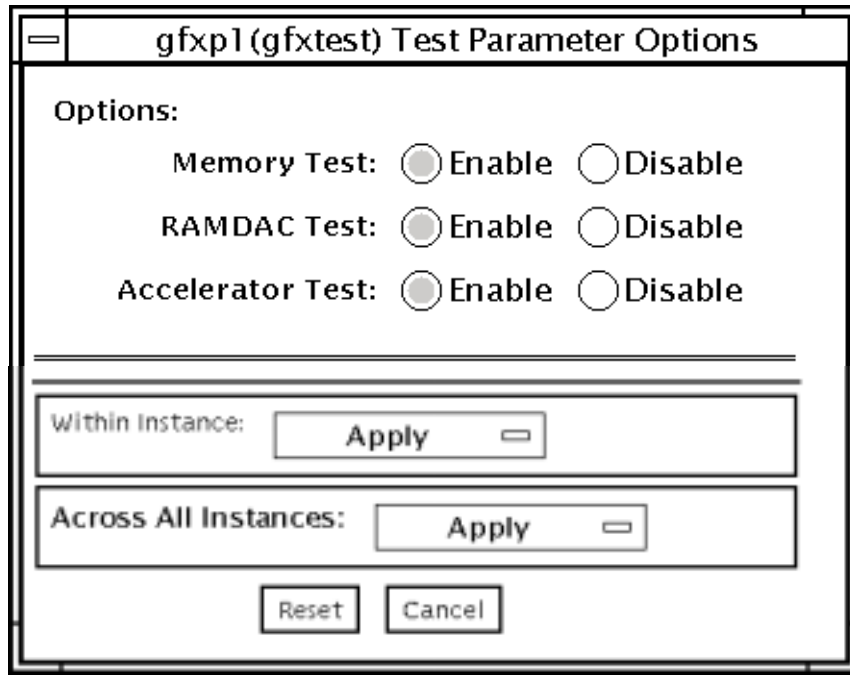 gfxp1(gfxtest) Test Parameter Options
Options:
Memory Test: Enable Disable
RAMDAC Test: Enable Disable
Accelerator Test: Enable Disable
Within Instance: Apply
Across All Instances: Apply
Reset Cancel